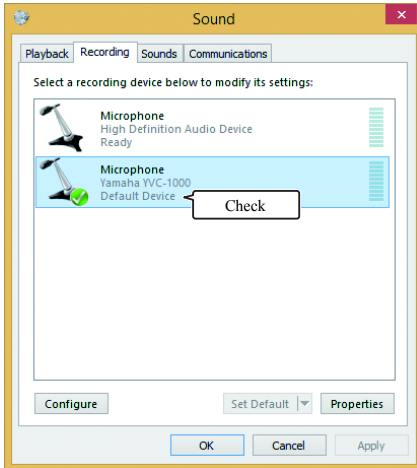 Sound
Playback Recording Sounds Communications
Select a recording device below to modify its settings:
Microphone
High Definition Audio Device
Ready
Microphone
Yamaha YVC-1000
Default Device
Check
Configure Set Default Properties
OK Cancel Apply